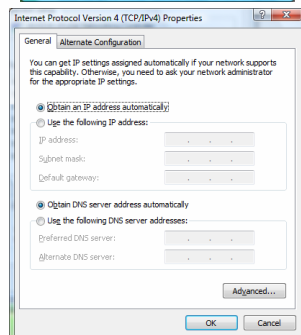 Internet Protocol Version 4 (TCP/IPv4) Properties
General Alternate Configuration
You can get IP settings assigned automatically if your network supports
this capability. Otherwise, you need to ask your network administrator
for the appropriate IP settings.
Obtain an IP address automatically
Use the following IP address:
IP address:
Subnet mask:
Default gateway:
Obtain DNS server address automatically
Use the following DNS server addresses:
Preferred DNS server:
Alternate DNS server:
Advanced...
OK Cancel